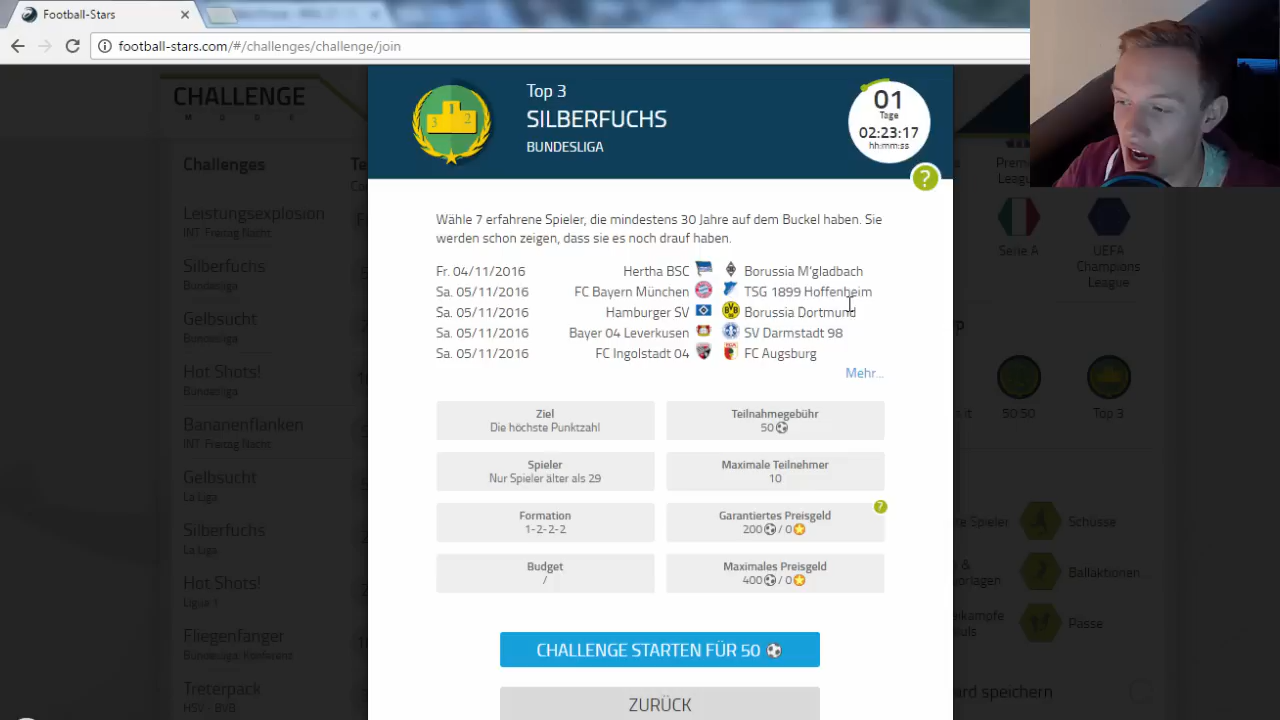 Football-Stars
football-stars.com/#/challenges/challenge/join
CHALLENGE
M O D E
Top 3
SILBERFUCHS
BUNDESLIGA
01
Tage
02:23:17
hh:mm:ss
?
Challenges
Leistungsexplosion
INT. Freitag Nacht
Silberfuchs
Bundesliga
Gelbsucht
Bundesliga
Hot Shots!
Bundesliga
Bananenflanken
INT. Freitag Nacht
Gelbsucht
La Liga
Silberfuchs
La Liga
Hot Shots!
Ligue 1
Fliegenfänger
Bundesliga Konferenz
Treterpack
HSV - BVB
Wähle 7 erfahrene Spieler, die mindestens 30 Jahre auf dem Buckel haben. Sie
werden schon zeigen, dass sie es noch drauf haben.
Fr. 04/11/2016 Hertha BSC Borussia M'gladbach
Sa. 05/11/2016 FC Bayern München TSG 1899 Hoffenheim
Sa. 05/11/2016 Hamburger SV Borussia Dortmund
Sa. 05/11/2016 Bayer 04 Leverkusen SV Darmstadt 98
Sa. 05/11/2016 FC Ingolstadt 04 FC Augsburg
Mehr...
Ziel
Die höchste Punktzahl
Teilnahmegebühr
50
Spieler
Nur Spieler älter als 29
Maximale Teilnehmer
10
Formation
1-2-2-2
Garantiertes Preisgeld
200 / 0
?
Budget
/
Maximales Preisgeld
400 / 0
CHALLENGE STARTEN FÜR 50
ZURÜCK
League
Serie A
UEFA
Champions
League
50:50
Top 3
Spieler
Schüsse
Ballaktionen...
Pässe
speichern